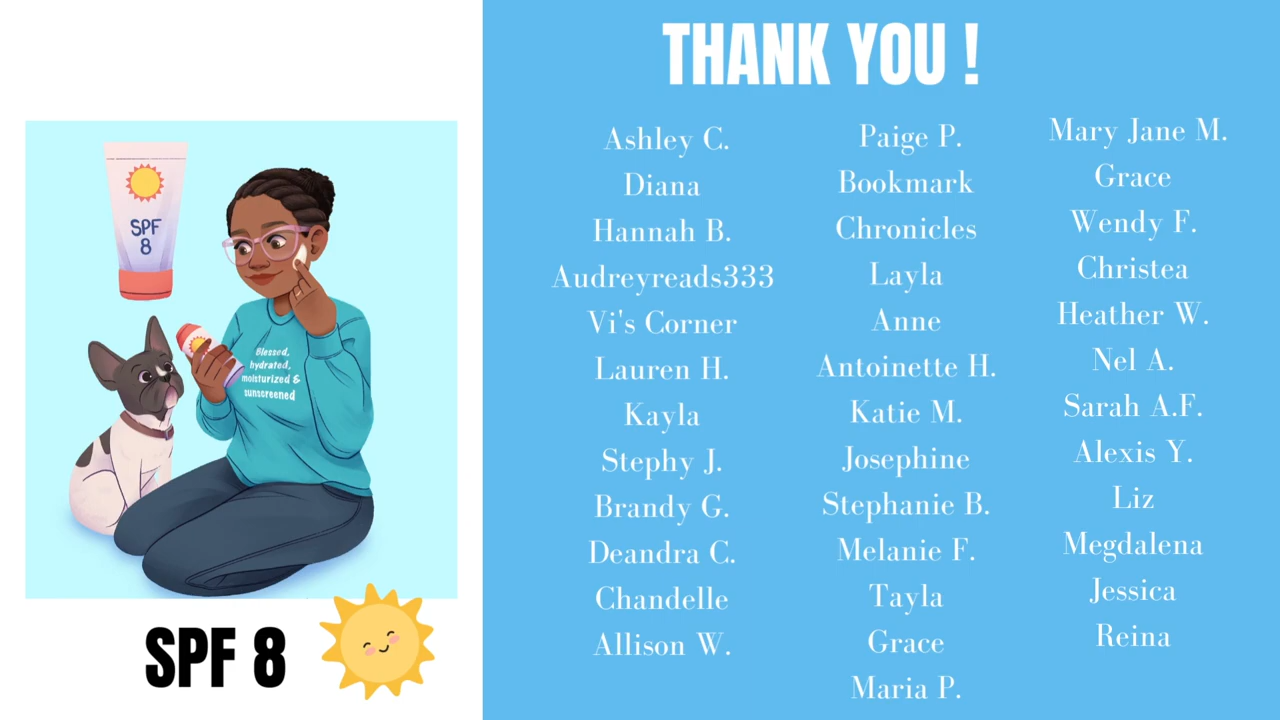 SPF
8
Blessed,
hydrated,
moisturized &
sunscreened
SPF 8
THANK YOU !
Ashley C.
Diana
Hannah B.
Audreyreads333
Vi's Corner
Lauren H.
Kayla
Stephy J.
Brandy G.
Deandra C.
Chandelle
Allison W.
Paige P.
Bookmark
Chronicles
Layla
Anne
Antoinette H.
Katie M.
Josephine
Stephanie B.
Melanie F.
Tayla
Grace
Maria P.
Mary Jane M.
Grace
Wendy F.
Christea
Heather W.
Nel A.
Sarah A.F.
Alexis Y.
Liz
Megdalena
Jessica
Reina